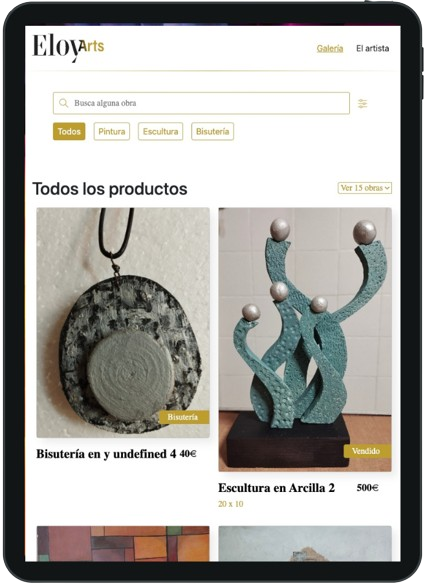 EloyArts
Galería El artista
Busca alguna obra
Todos Pintura Escultura Bisutería
Todos los productos
Ver 15 obras
Bisutería
Vendido
Bisutería en y undefined 4 40€
Escultura en Arcilla 2 500€
20 x 10